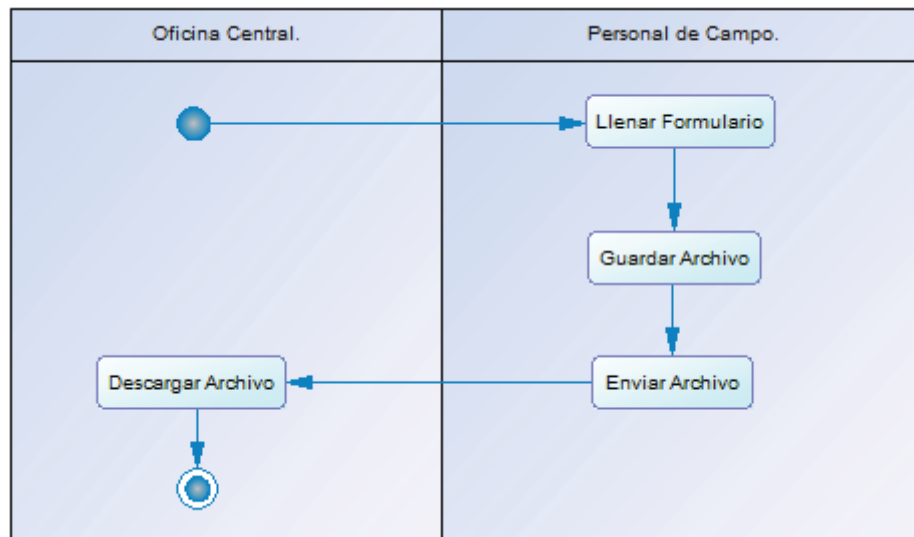 Oficina Central.
Personal de Campo.
Llenar Formulario
Guardar Archivo
Descargar Archivo
Enviar Archivo